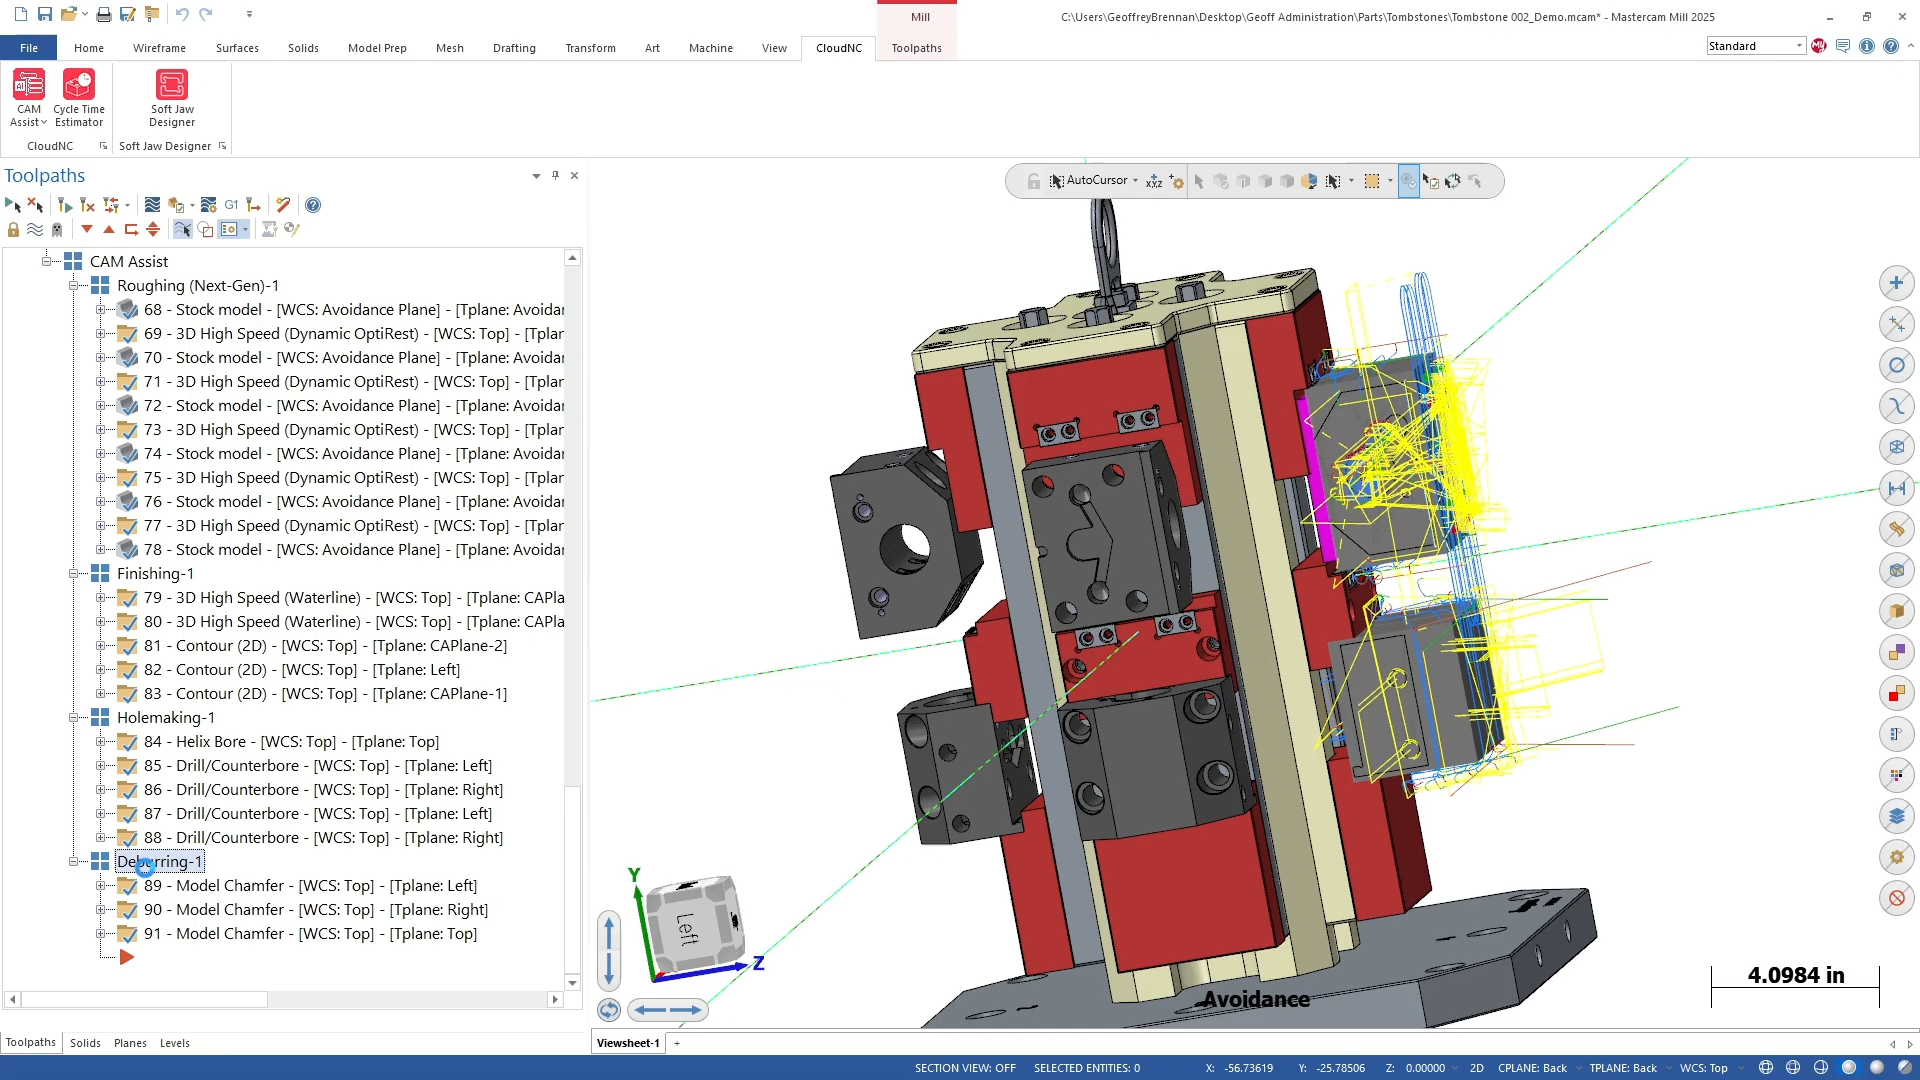 Mill
C:\Users\GeoffreyBrennan\Desktop\Geoff Administration\Parts\Tombstones\Tombstone 002_Demo.mcam* - Mastercam Mill 2025
File
Home
Wireframe
Surfaces
Solids
Model Prep
Mesh
Drafting
Transform
Art
Machine
View
CloudNC
Toolpaths
Standard
CAM Assist
Cycle Time Estimator
Soft Jaw Designer
CloudNC
Soft Jaw Designer
Toolpaths
AutoCursor
XYZ
G1
CAM Assist
Roughing (Next-Gen)-1
68 - Stock model - [WCS: Avoidance Plane] - [Tplane: Avoidar
69 - 3D High Speed (Dynamic OptiRest) - [WCS: Top] - [Tplar
70 - Stock model - [WCS: Avoidance Plane] - [Tplane: Avoidar
71 - 3D High Speed (Dynamic OptiRest) - [WCS: Top] - [Tplar
72 - Stock model - [WCS: Avoidance Plane] - [Tplane: Avoidar
73 - 3D High Speed (Dynamic OptiRest) - [WCS: Top] - [Tplar
74 - Stock model - [WCS: Avoidance Plane] - [Tplane: Avoidar
75 - 3D High Speed (Dynamic OptiRest) - [WCS: Top] - [Tplar
76 - Stock model - [WCS: Avoidance Plane] - [Tplane: Avoidar
77 - 3D High Speed (Dynamic OptiRest) - [WCS: Top] - [Tplar
78 - Stock model - [WCS: Avoidance Plane] - [Tplane: Avoidar
Finishing-1
79 - 3D High Speed (Waterline) - [WCS: Top] - [Tplane: CAPla
80 - 3D High Speed (Waterline) - [WCS: Top] - [Tplane: CAPla
81 - Contour (2D) - [WCS: Top] - [Tplane: CAPlane-2]
82 - Contour (2D) - [WCS: Top] - [Tplane: Left]
83 - Contour (2D) - [WCS: Top] - [Tplane: CAPlane-1]
Holemaking-1
84 - Helix Bore - [WCS: Top] - [Tplane: Top]
85 - Drill/Counterbore - [WCS: Top] - [Tplane: Left]
86 - Drill/Counterbore - [WCS: Top] - [Tplane: Right]
87 - Drill/Counterbore - [WCS: Top] - [Tplane: Left]
88 - Drill/Counterbore - [WCS: Top] - [Tplane: Right]
Deburring-1
89 - Model Chamfer - [WCS: Top] - [Tplane: Left]
90 - Model Chamfer - [WCS: Top] - [Tplane: Right]
91 - Model Chamfer - [WCS: Top] - [Tplane: Top]
Y
Left
Z
Avoidance
4.0984 in
Toolpaths
Solids
Planes
Levels
Viewsheet-1
+
SECTION VIEW: OFF
SELECTED ENTITIES: 0
X: -56.73619
Y: -25.78506
Z: 0.00000
2D
CPLANE: Back
TPLANE: Back
WCS: Top